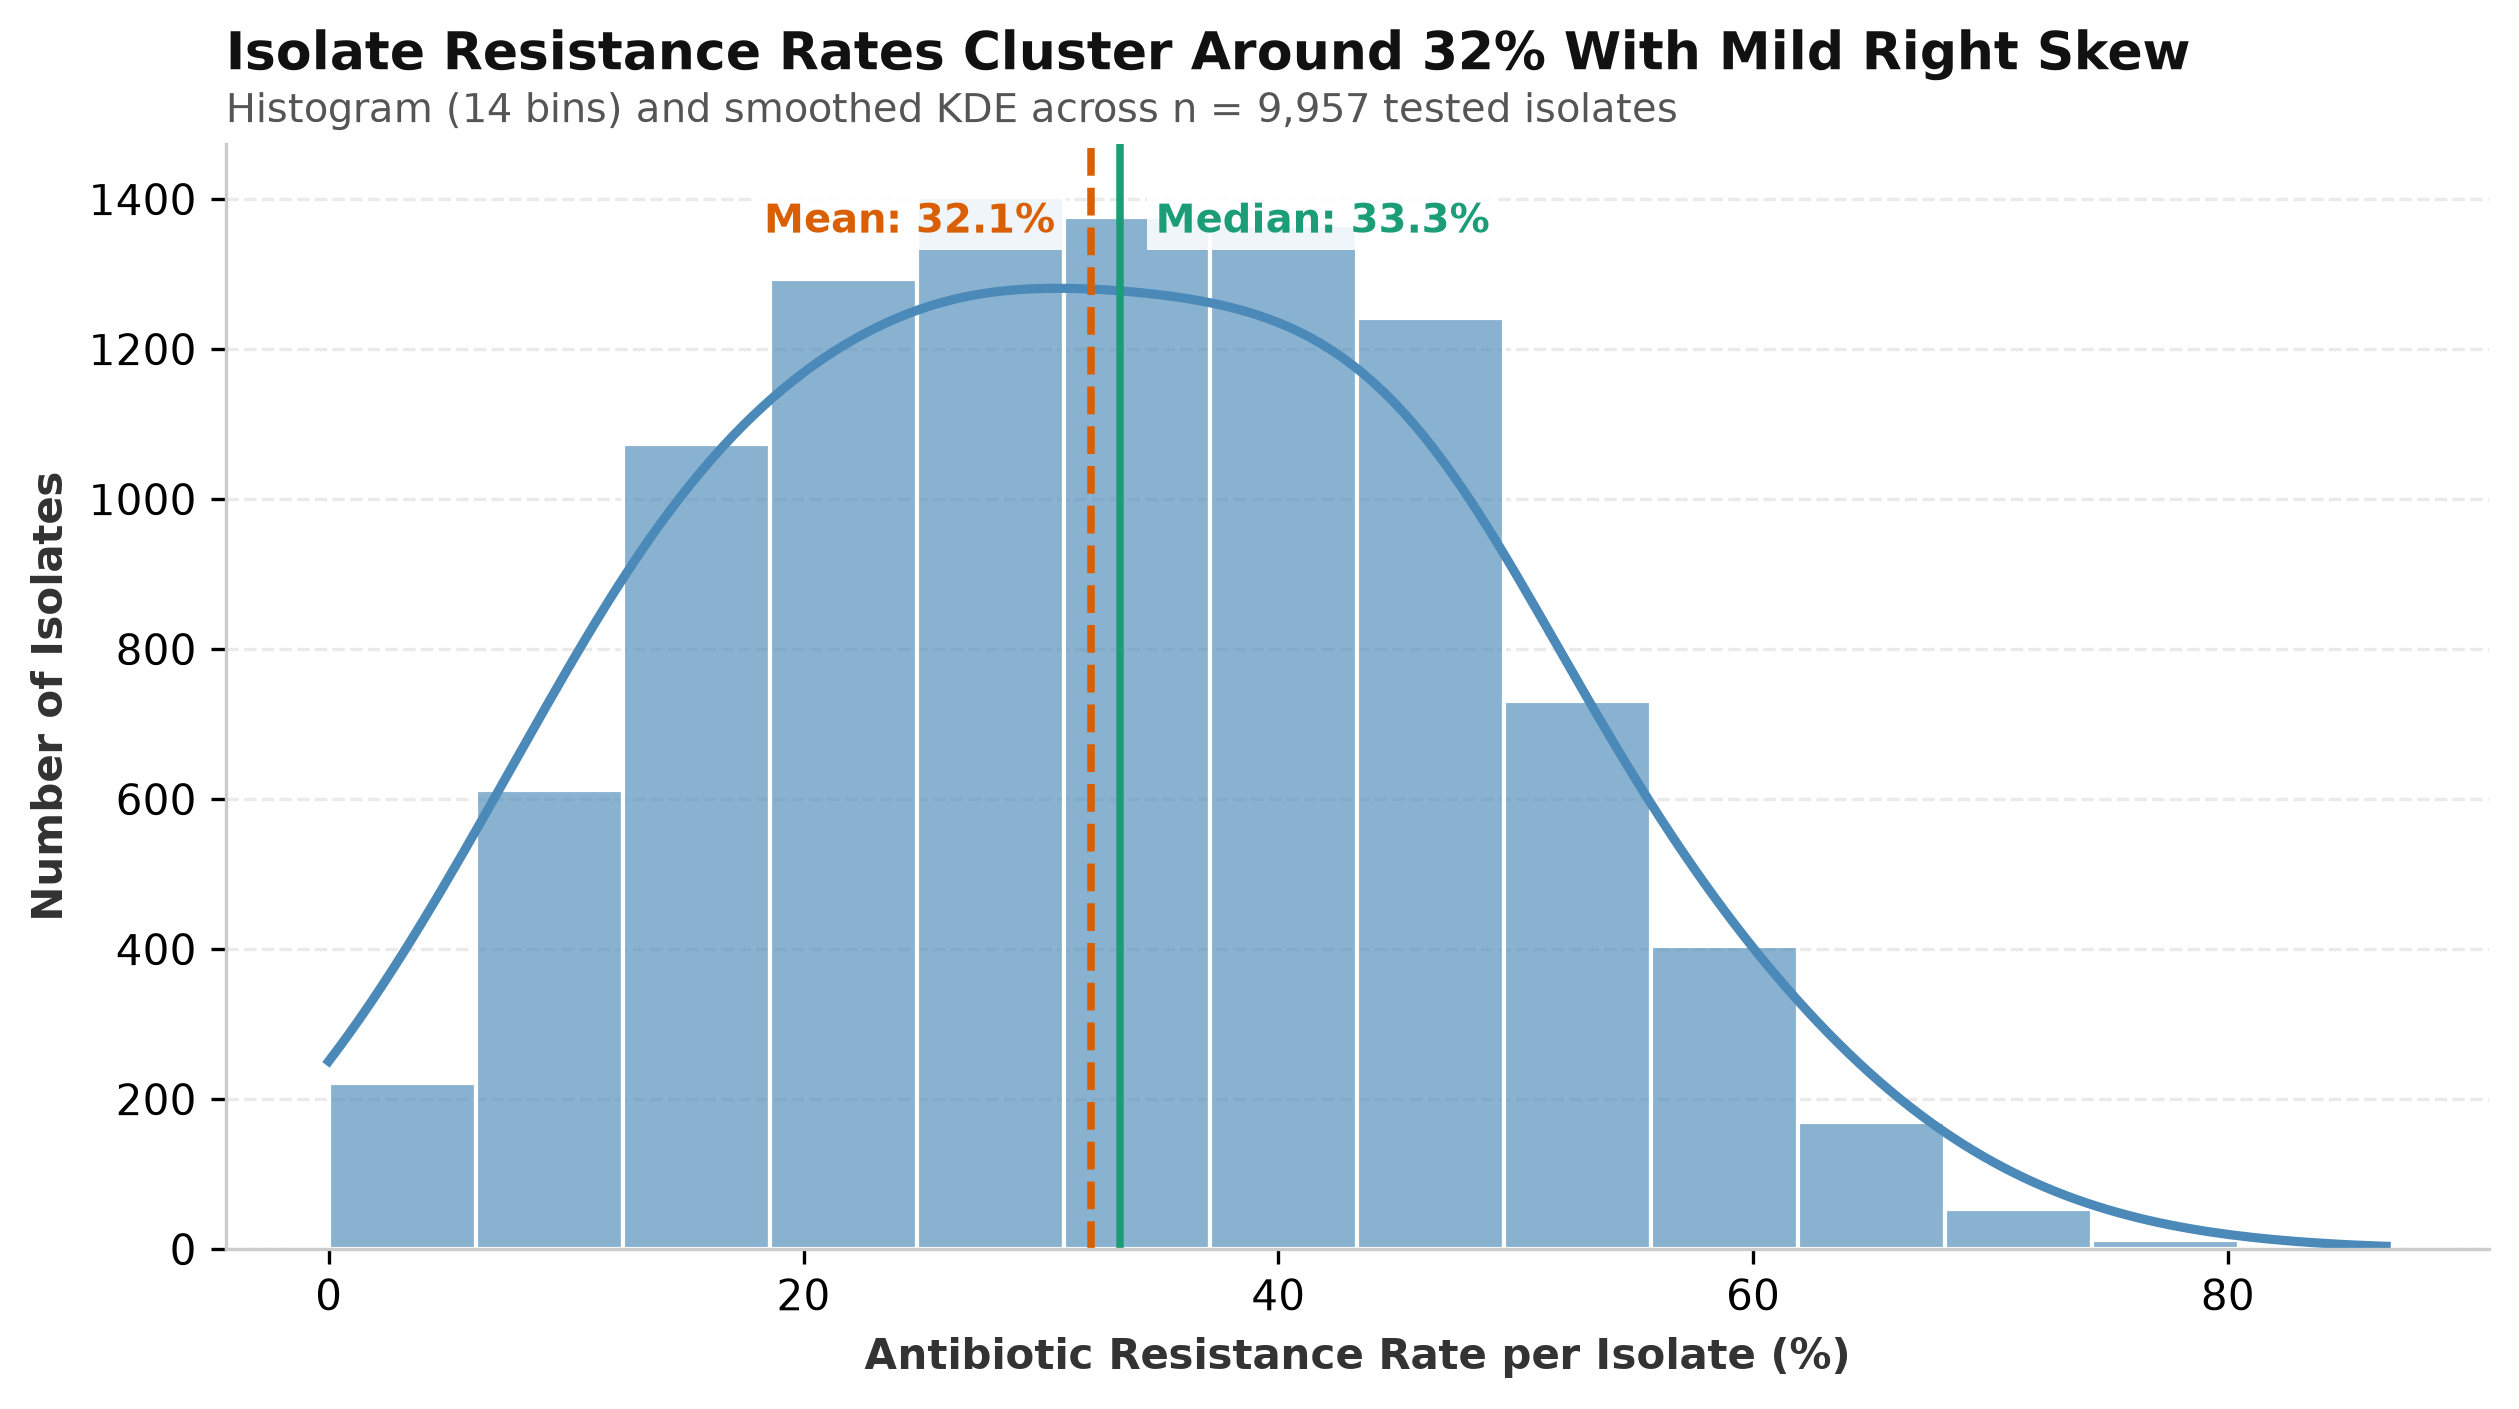 Isolate Resistance Rates Cluster Around 32% With Mild Right Skew
Histogram (14 bins) and smoothed KDE across n = 9,957 tested isolates
Mean: 32.1%
Median: 33.3%
1400
1200
1000
800
600
400
200
0
Number of Isolates
0
20
40
60
80
Antibiotic Resistance Rate per Isolate (%)